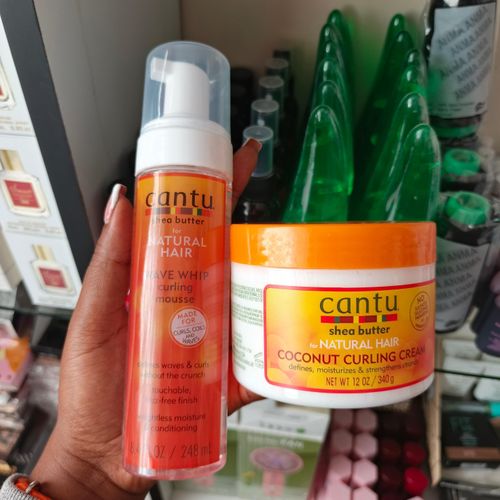 cantu
shea butter
for
NATURAL
HAIR
WAVE WHIP
curling
mousse
MADE FOR
CURLS, COILS
AND
WAVES
defines waves & curls
without the crunch
touchable,
frizz-free finish
weightless moisture
& conditioning
8.4 FL OZ / 248 mL
cantu
shea butter
for NATURAL HAIR
COCONUT CURLING CREAM
defines, moisturizes & strengthens strands
NET WT 12 OZ / 340 g